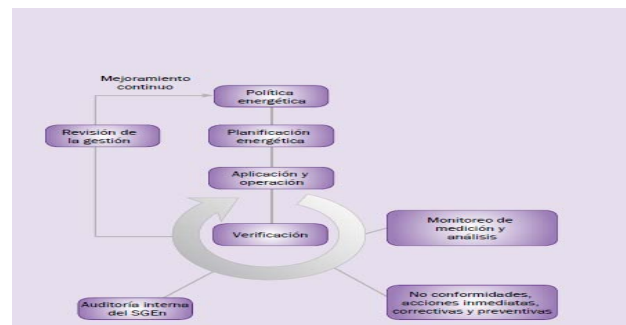 Mejoramiento
continuo
Política
energética
Revisión de
la gestión
Planificación
energética
Aplicación y
operación
Verificación
Monitoreo de
medición y
análisis
Auditoría interna
del SGEn
No conformidades,
acciones inmediatas,
correctivas y preventivas